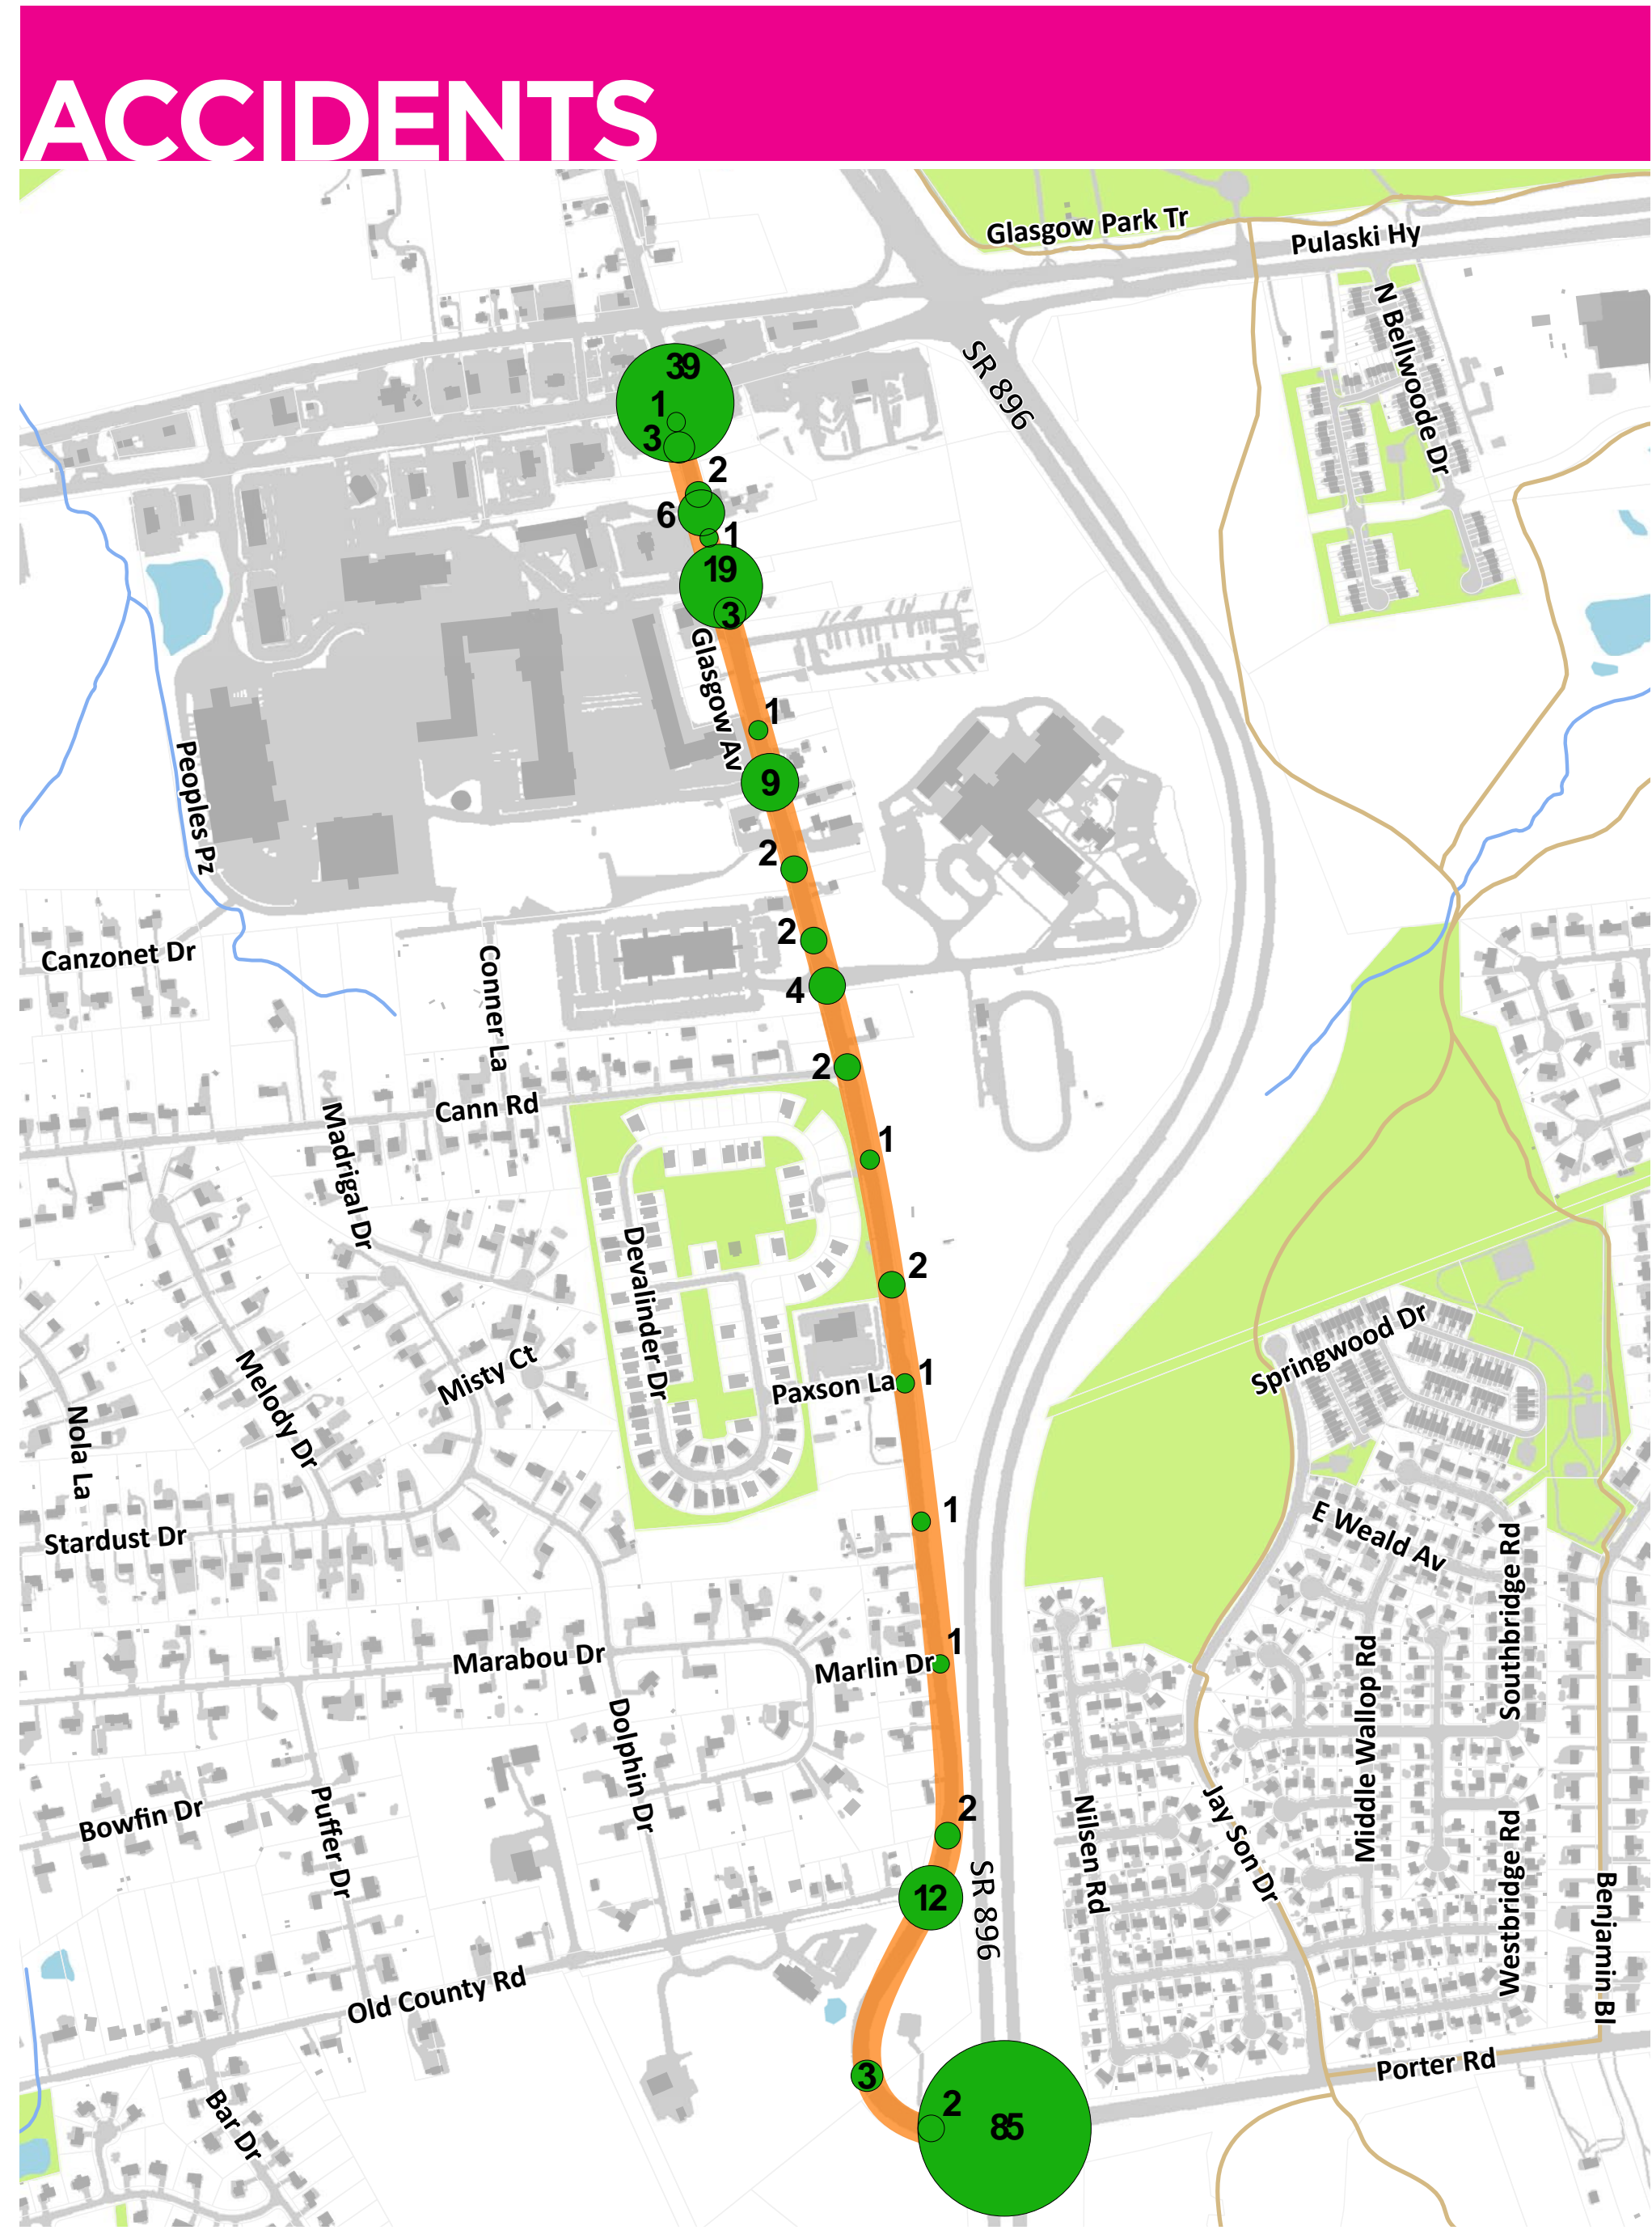 ACCIDENTS
Glasgow Park Tr
Pulaski Hy
N Bellwoode Dr
SR 896
39
1
3
2
6
1
19
3
Glasgow Av
1
9
Peoples Pz
2
2
Canzonet Dr
Conner La
4
2
Cann Rd
Madrigal Dr
1
Devalinder Dr
2
Springwood Dr
Misty Ct
Paxson La
1
Melody Dr
Nola La
1
E Weald Av
Stardust Dr
Southbridge Rd
1
Marabou Dr
Marlin Dr
Middle Wallop Rd
Dolphin Dr
2
Bowfin Dr
Puffer Dr
Nilsen Rd
Jay Son Dr
Westbridge Rd
Benjamin Bl
12
SR 896
Old County Rd
3
Porter Rd
2
85
Bar Dr